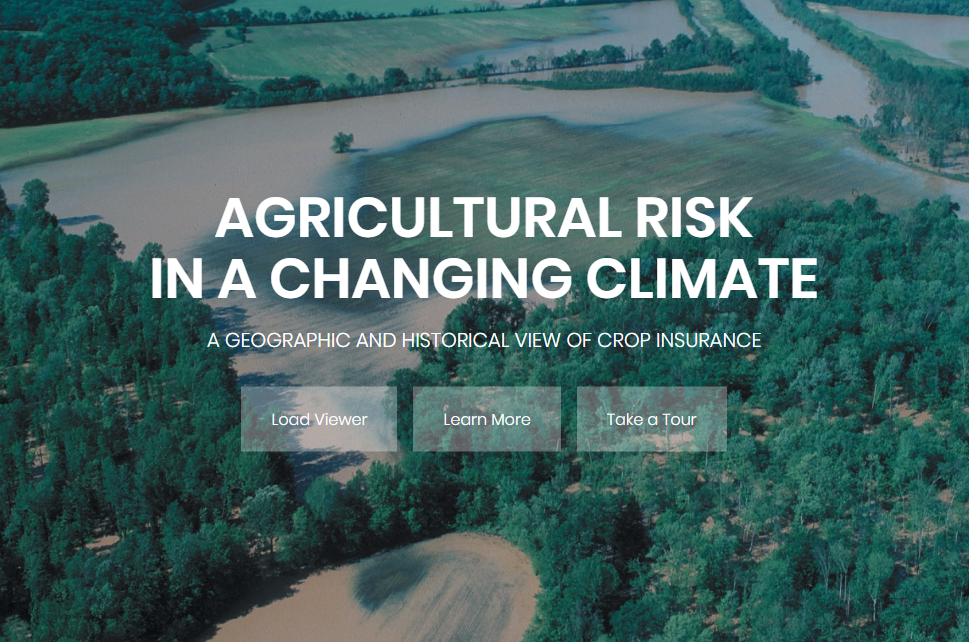 AGRICULTURAL RISK
IN A CHANGING CLIMATE
A GEOGRAPHIC AND HISTORICAL VIEW OF CROP INSURANCE
Load Viewer
Learn More
Take a Tour